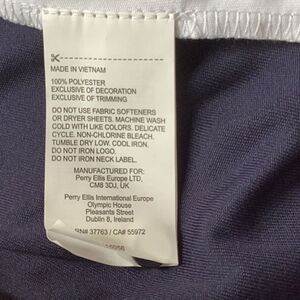 MADE IN VIETNAM
100% POLYESTER
EXCLUSIVE OF DECORATION
EXCLUSIVE OF TRIMMING
DO NOT USE FABRIC SOFTENERS
OR DRYER SHEETS, MACHINE WASH
COLD WITH LIKE COLORS. DELICATE
CYCLE. NON-CHLORINE BLEACH.
TUMBLE DRY LOW. COOL IRON.
DO NOT IRON LOGO.
DO NOT IRON NECK LABEL.
MANUFACTURED FOR:
Perry Ellis Europe LTD,
CM8 3DJ, UK
Perry Ellis International Europe
Olympic House
Pleasants Street
Dublin 8, Ireland
RN# 37763 / CA# 55972